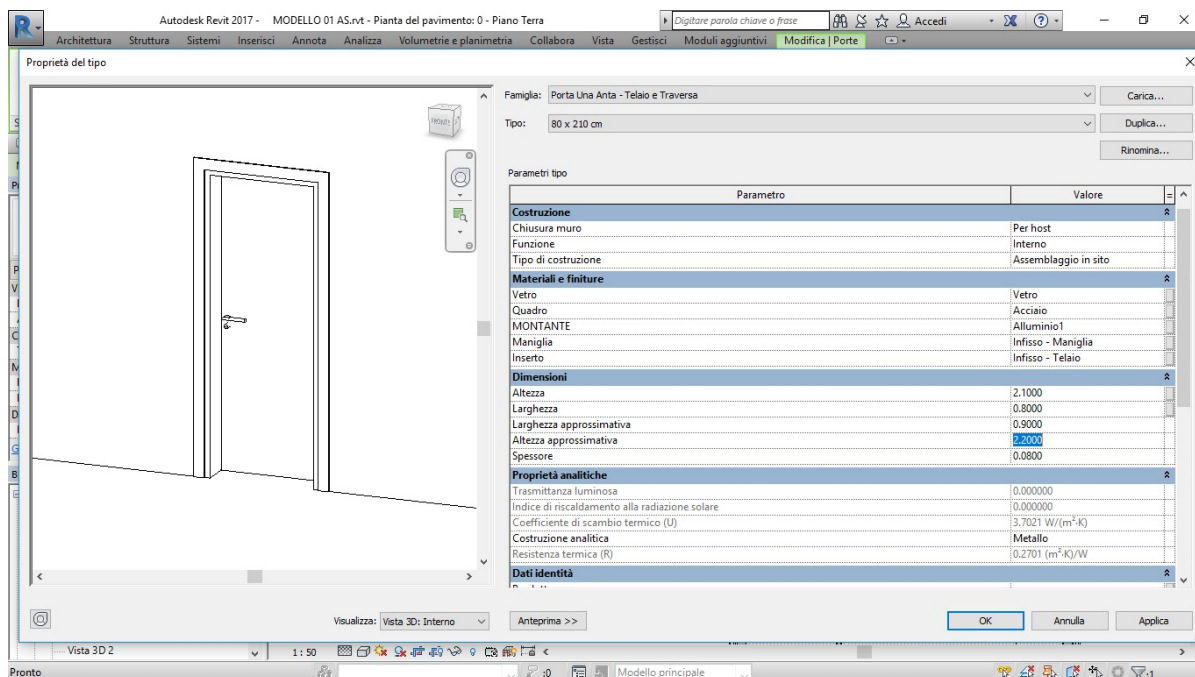 Autodesk Revit 2017 - MODELLO 01 AS.rvt - Pianta del pavimento: 0 - Piano Terra
Digitare parola chiave o frase
Accedi
Architettura Struttura Sistemi Inserisci Annota Analizza Volumetrie e planimetria Collabora Vista Gestisci Moduli aggiuntivi Modifica | Porte
Proprietà del tipo
FRONTE
Famiglia: Porta Una Anta - Telaio e Traversa Carica...
Tipo: 80 x 210 cm Duplica...
Rinomina...
Parametri tipo
Parametro Valore =
Costruzione
Chiusura muro Per host
Funzione Interno
Tipo di costruzione Assemblaggio in sito
Materiali e finiture
Vetro Vetro
Quadro Acciaio
MONTANTE Alluminio1
Maniglia Infisso - Maniglia
Inserto Infisso - Telaio
Dimensioni
Altezza 2.1000
Larghezza 0.8000
Larghezza approssimativa 0.9000
Altezza approssimativa 2.2000
Spessore 0.0800
Proprietà analitiche
Trasmittanza luminosa 0.000000
Indice di riscaldamento alla radiazione solare 0.000000
Coefficiente di scambio termico (U) 3.7021 W/(m²·K)
Costruzione analitica Metallo
Resistenza termica (R) 0.2701 (m²·K)/W
Dati identità
Visualizza: Vista 3D: Interno Anteprima >> OK Annulla Applica
Vista 3D 2 1 : 50
Pronto :0 Modello principale :1